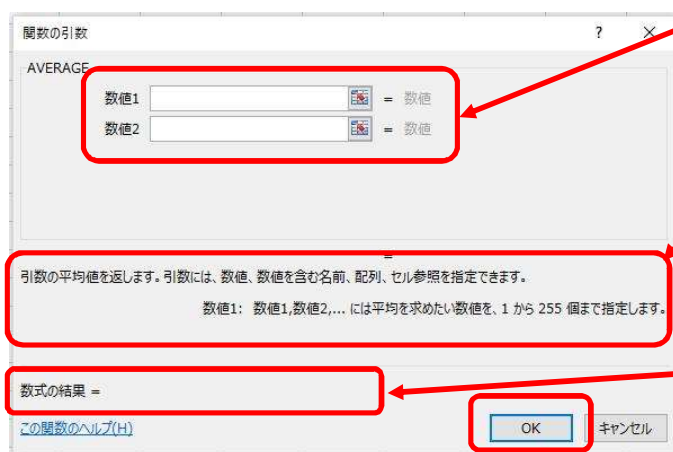 関数の引数 ? ×
AVERAGE
数値1 = 数値
数値2 = 数値
=
引数の平均値を返します。引数には、数値、数値を含む名前、配列、セル参照を指定できます。
数値1: 数値1,数値2,... には平均を求めたい数値を、1 から 255 個まで指定します。
数式の結果 =
この関数のヘルプ(H) OK キャンセル